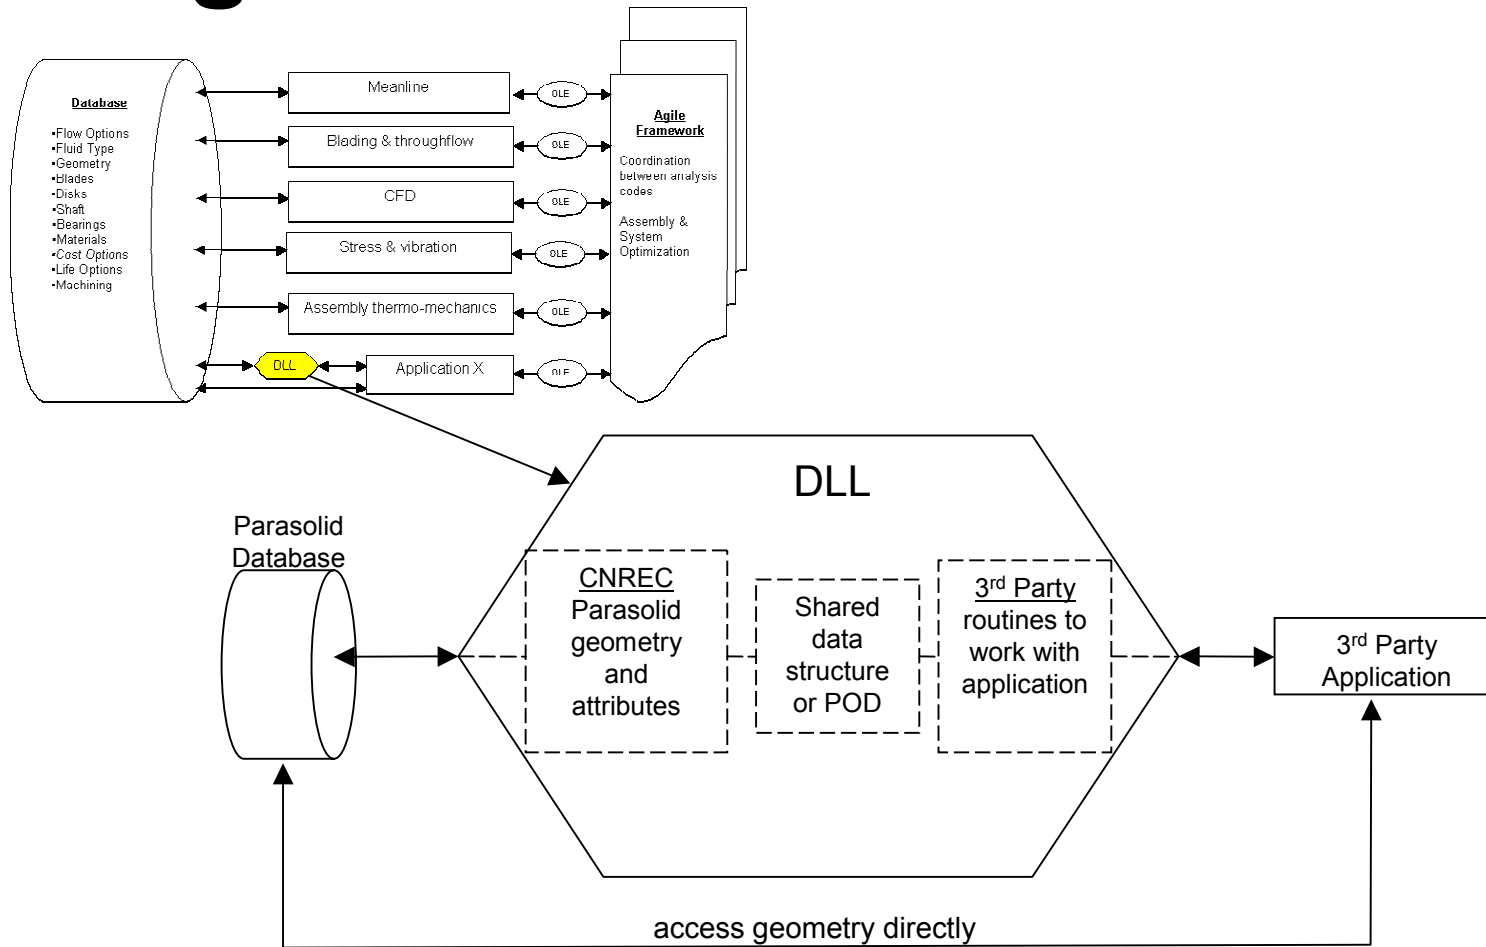 Database
▪Flow Options
▪Fluid Type
▪Geometry
▪Blades
▪Disks
▪Shaft
▪Bearings
▪Materials
▪Cost Options
▪Life Options
▪Machining
Meanline
OLE
Blading & throughflow
OLE
CFD
OLE
Stress & vibration
OLE
Assembly thermo-mechanics
OLE
DLL
Application X
OLE
Agile
Framework
Coordination
between analysis
codes
Assembly &
System
Optimization
DLL
Parasolid
Database
CNREC
Parasolid
geometry
and
attributes
Shared
data
structure
or POD
3rd Party
routines to
work with
application
3rd Party
Application
access geometry directly